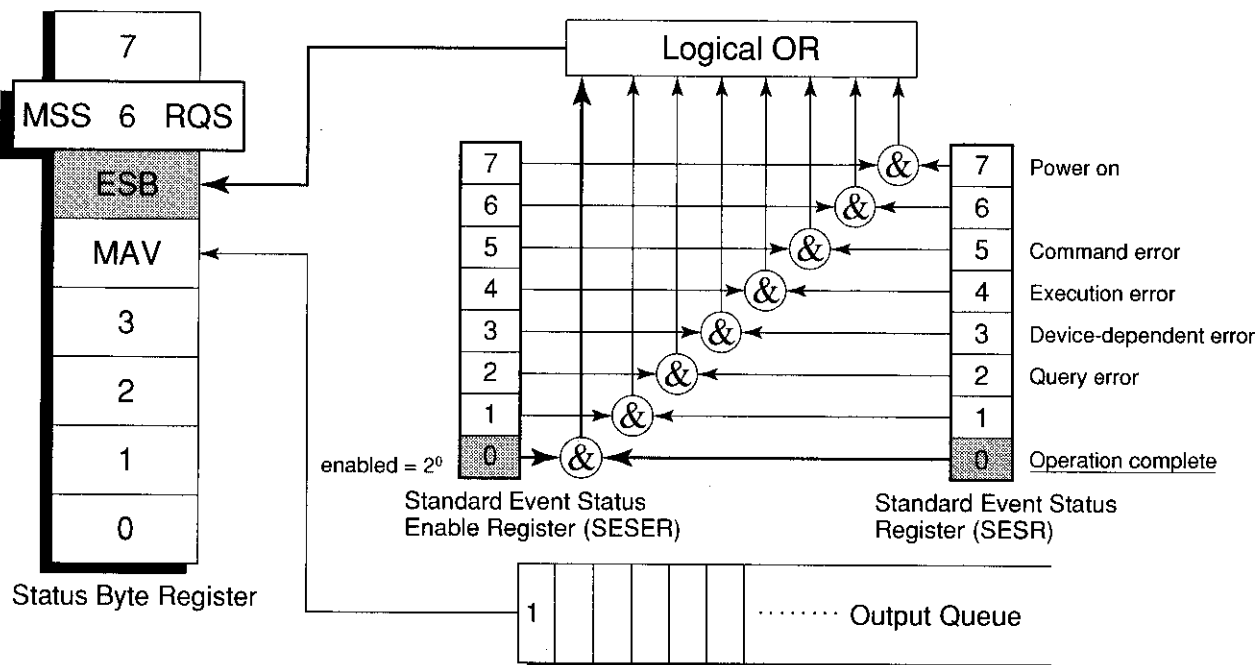 7
MSS 6 RQS
ESB
MAV
3
2
1
0
Status Byte Register
Logical OR
7 & 7 Power on
6 & 6
5 & 5 Command error
4 & 4 Execution error
3 & 3 Device-dependent error
2 & 2 Query error
1 & 1
enabled = 2⁰ 0 & 0 Operation complete
Standard Event Status
Enable Register (SESER)
Standard Event Status
Register (SESR)
1 ........ Output Queue